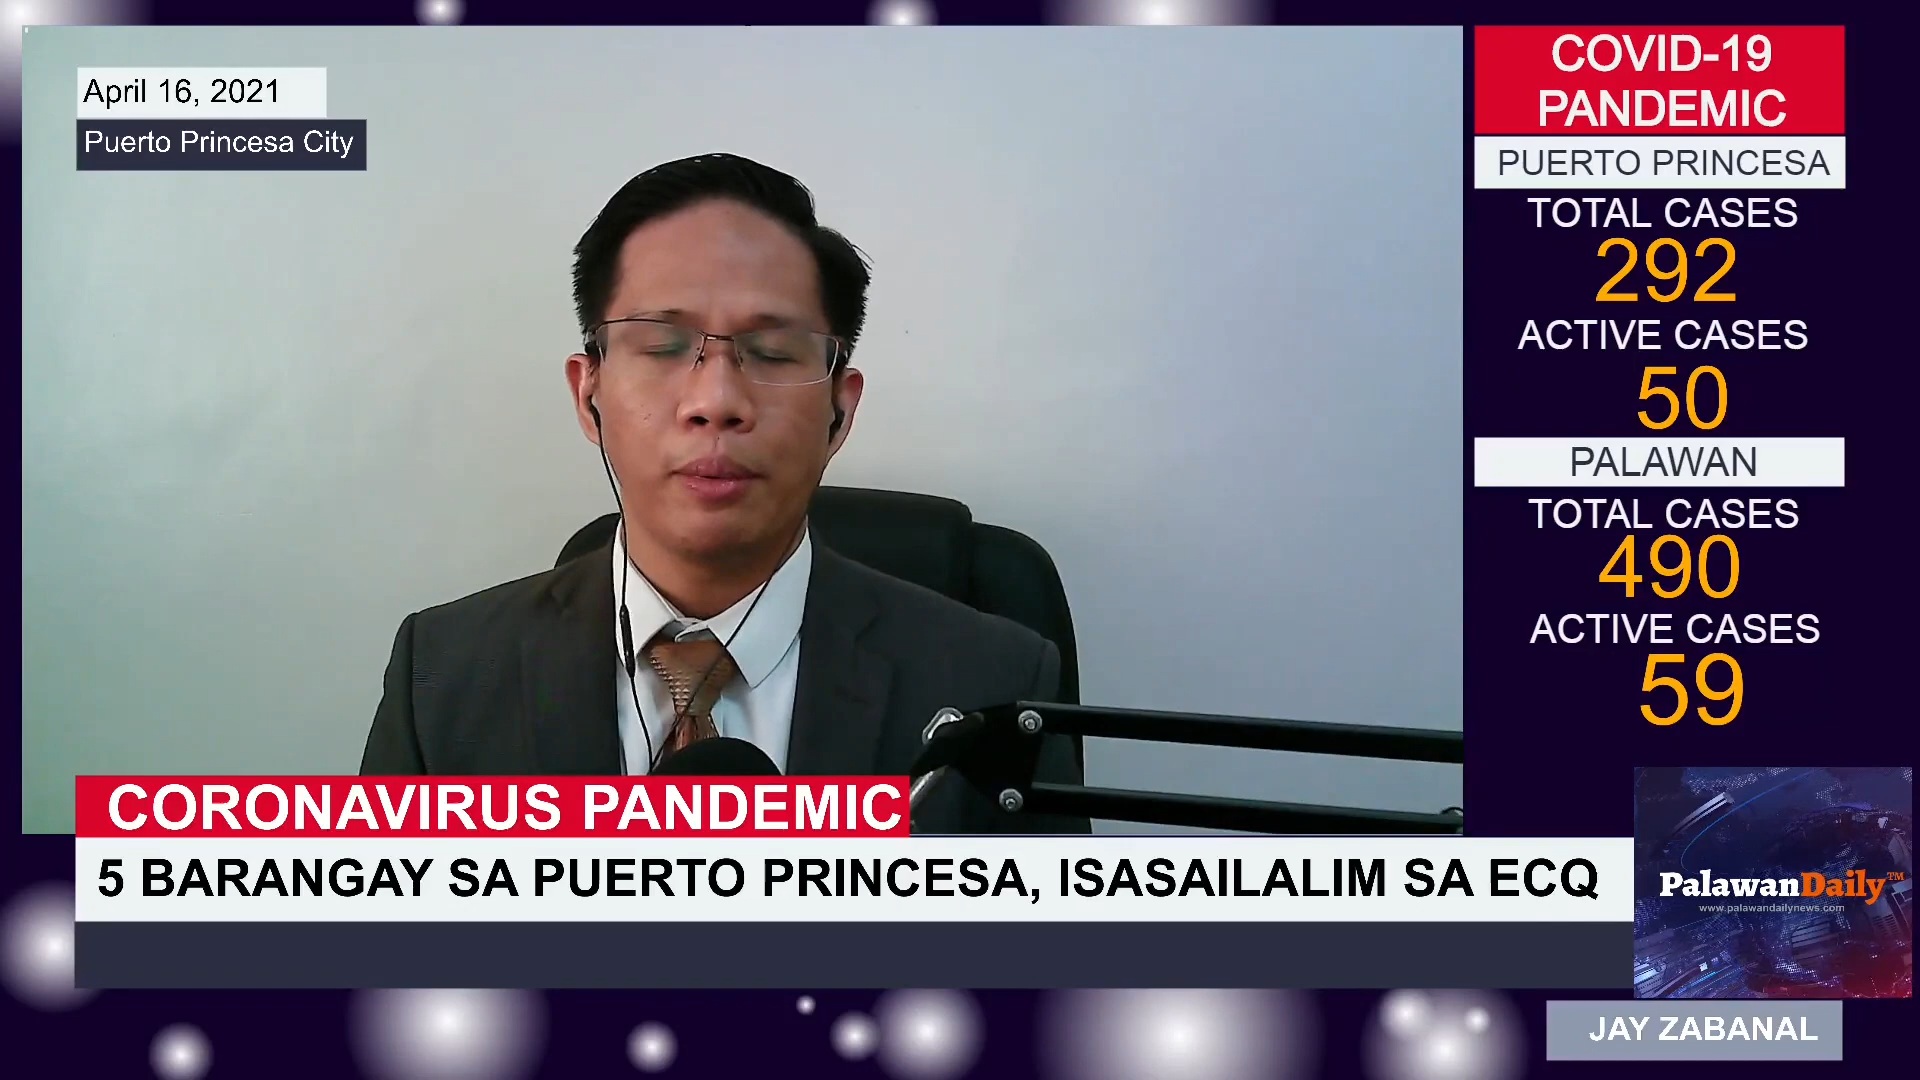 April 16, 2021
Puerto Princesa City
COVID-19
PANDEMIC
PUERTO PRINCESA
TOTAL CASES
292
ACTIVE CASES
50
PALAWAN
TOTAL CASES
490
ACTIVE CASES
59
CORONAVIRUS PANDEMIC
5 BARANGAY SA PUERTO PRINCESA, ISASAILALIM SA ECQ
PalawanDaily™
www.palawandailynews.com
JAY ZABANAL